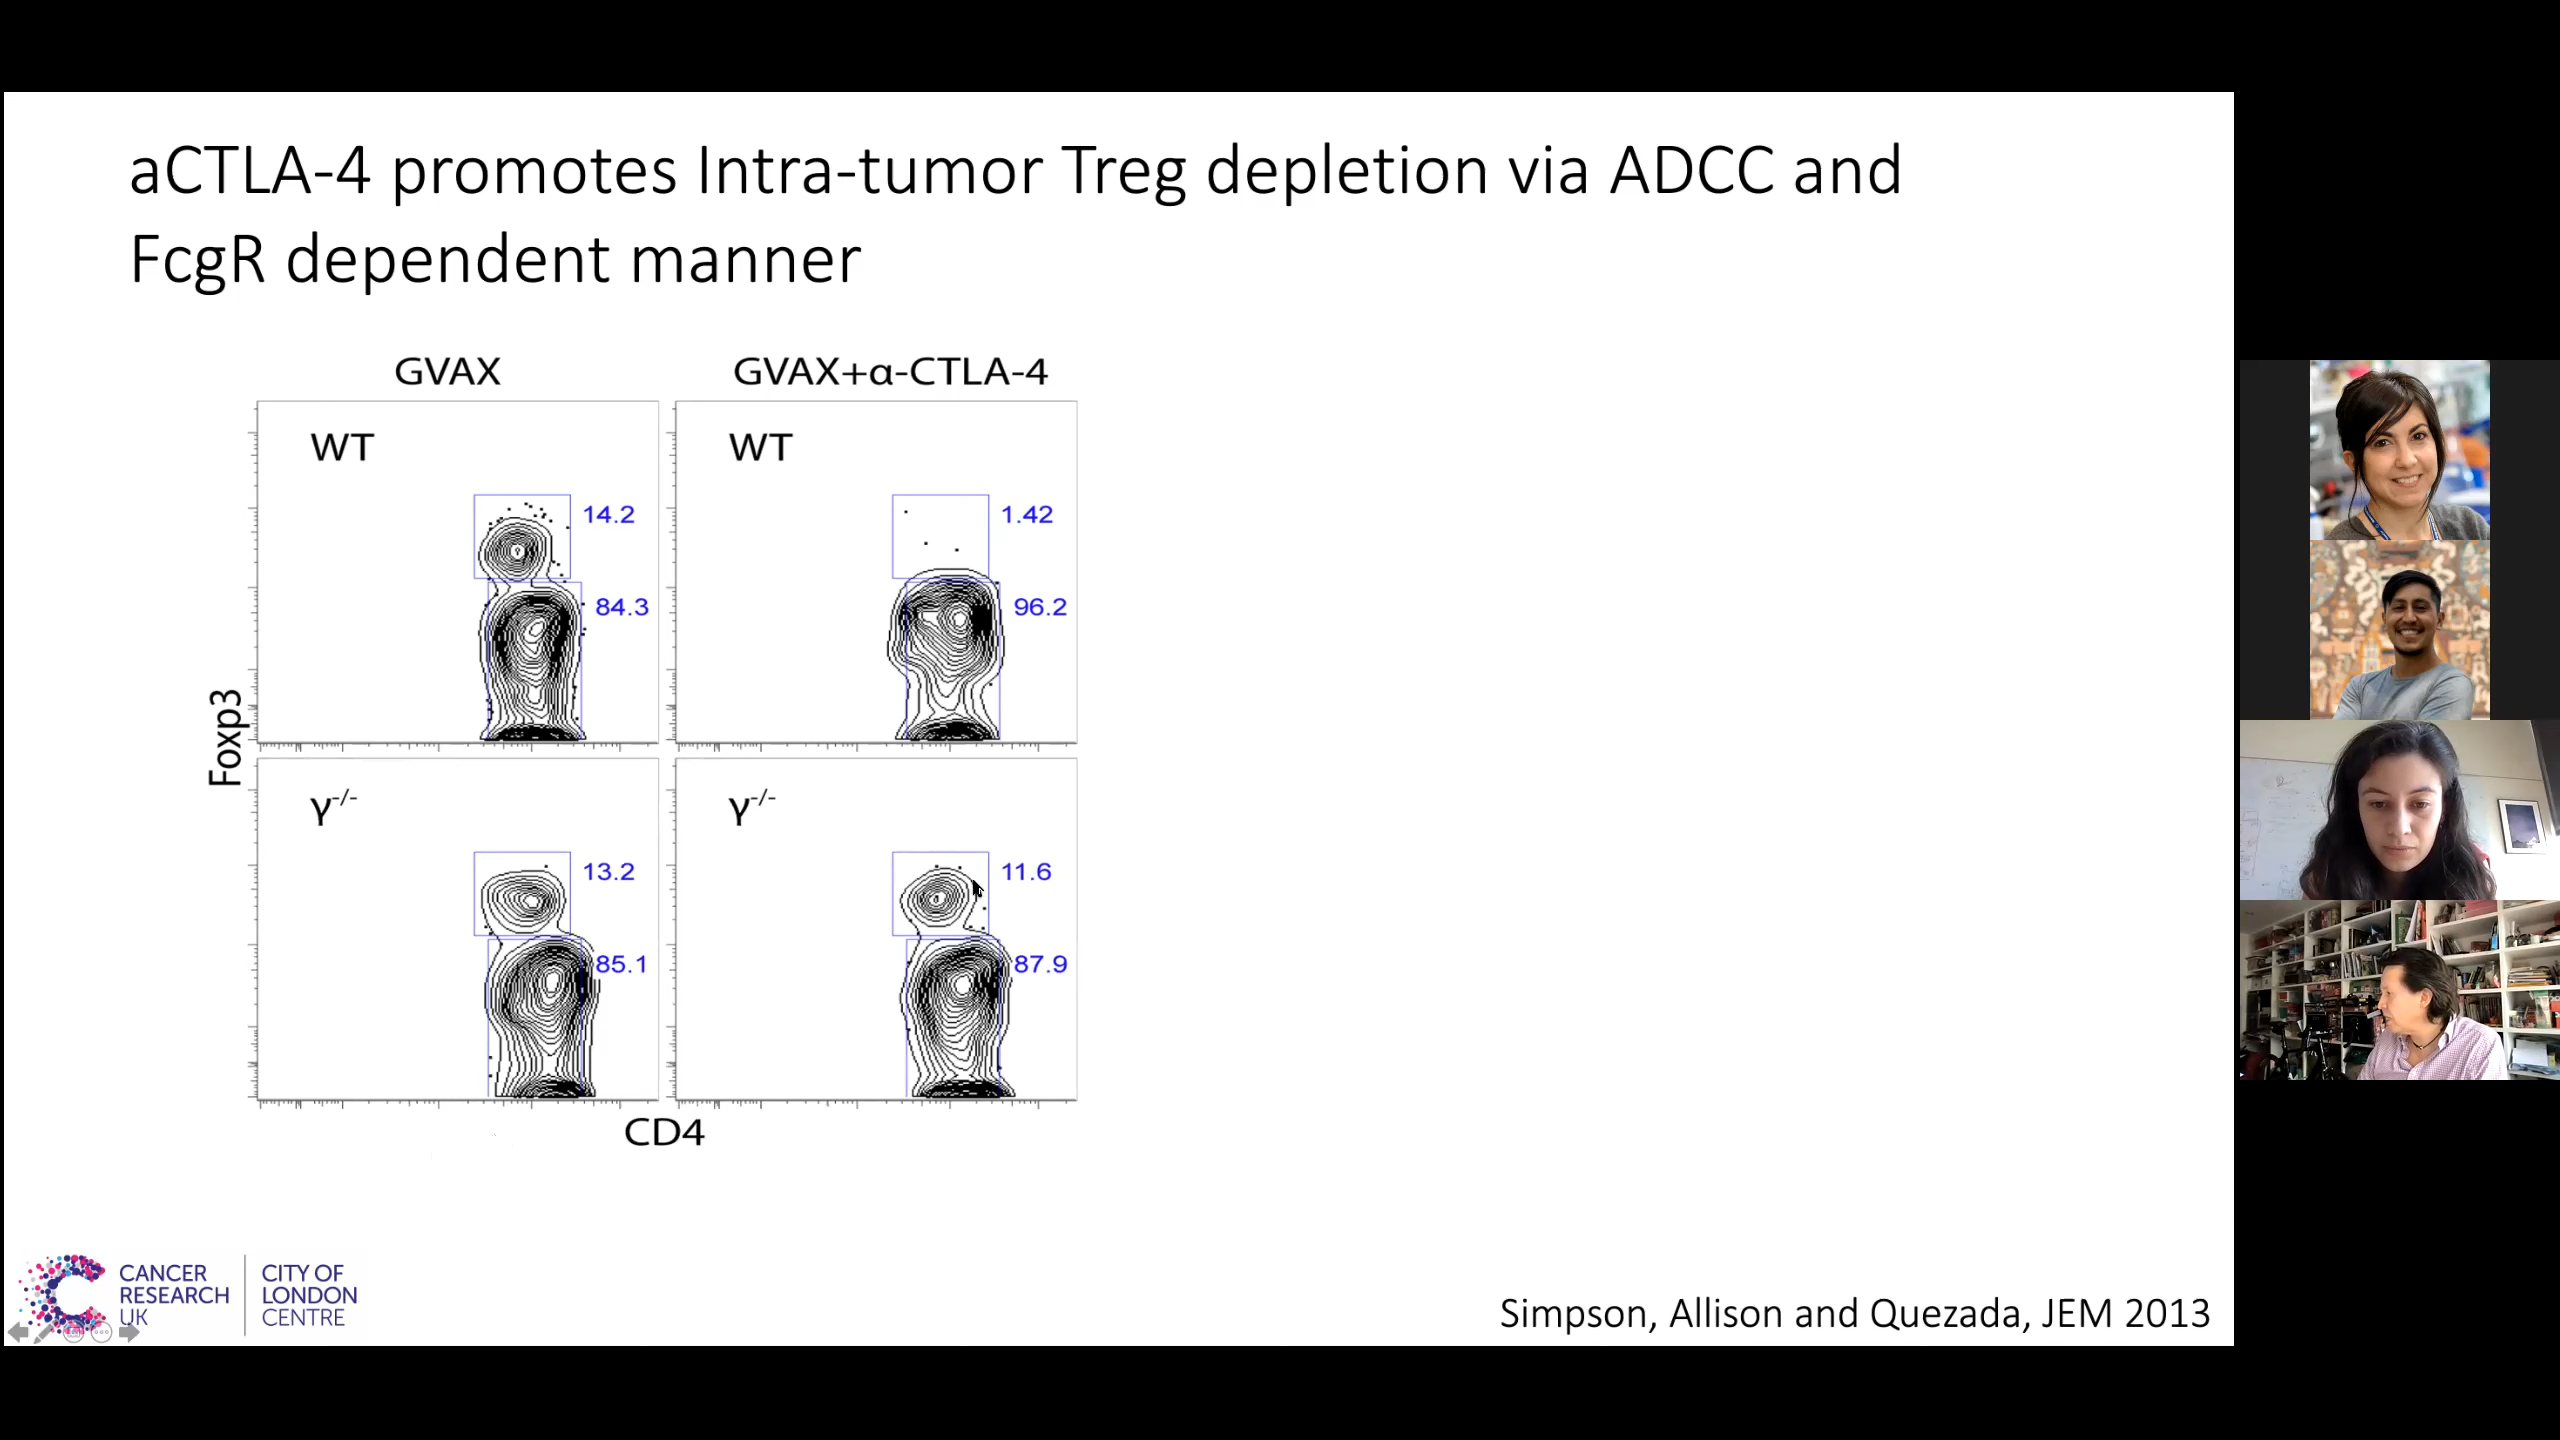 aCTLA-4 promotes Intra-tumor Treg depletion via ADCC and
FcgR dependent manner
GVAX
GVAX+α-CTLA-4
WT
14.2
84.3
WT
1.42
96.2
Foxp3
γ-/-
13.2
85.1
γ-/-
11.6
87.9
CD4
CANCER
RESEARCH
UK
CITY OF
LONDON
CENTRE
Simpson, Allison and Quezada, JEM 2013